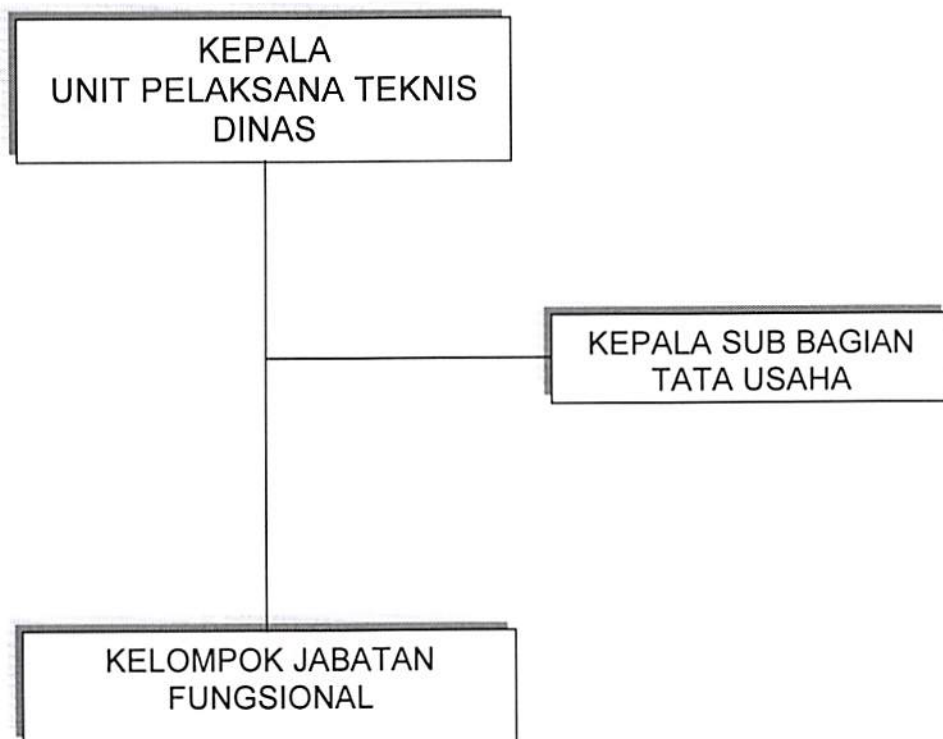 KEPALA
UNIT PELAKSANA TEKNIS
DINAS
KEPALA SUB BAGIAN
TATA USAHA
KELOMPOK JABATAN
FUNGSIONAL